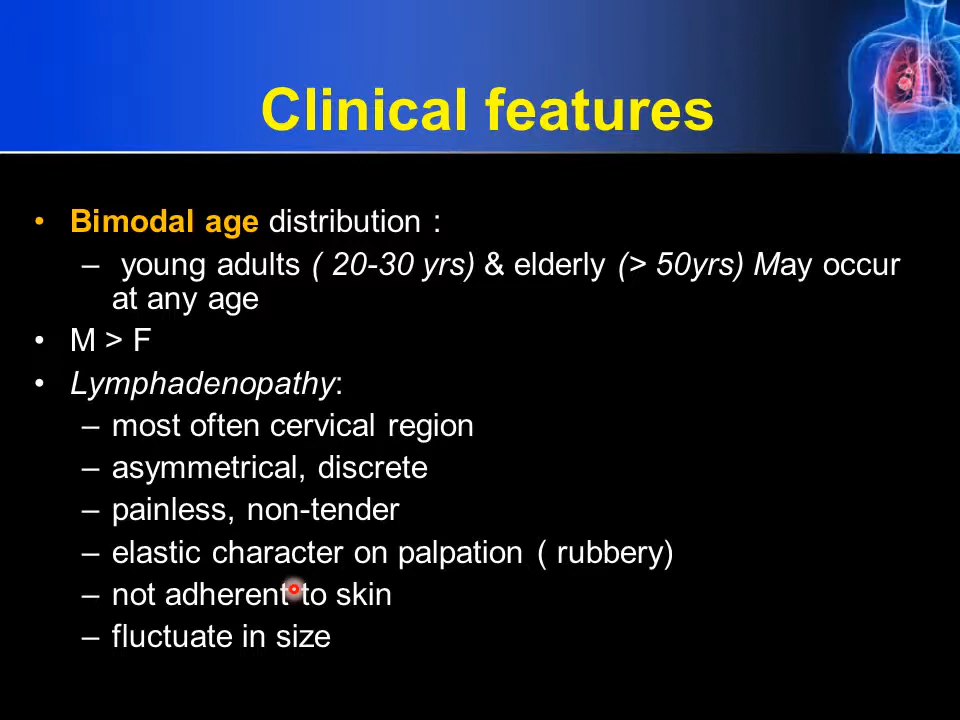 Clinical features
• Bimodal age distribution :
– young adults ( 20-30 yrs) & elderly (> 50yrs) May occur
at any age
• M > F
• Lymphadenopathy:
– most often cervical region
– asymmetrical, discrete
– painless, non-tender
– elastic character on palpation ( rubbery)
– not adherent to skin
– fluctuate in size